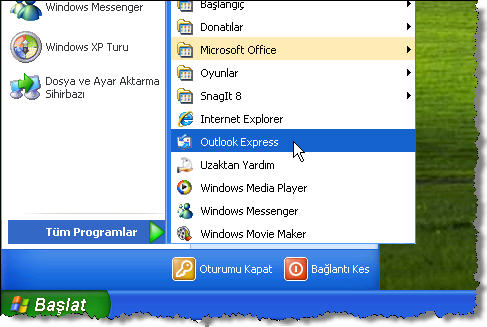 Windows Messenger
Windows XP Turu
Dosya ve Ayar Aktarma
Sihirbazı
Tüm Programlar
Başlangıç
Donatılar
Microsoft Office
Oyunlar
SnagIt 8
Internet Explorer
Outlook Express
Uzaktan Yardım
Windows Media Player
Windows Messenger
Windows Movie Maker
Oturumu Kapat
Bağlantı Kes
Başlat